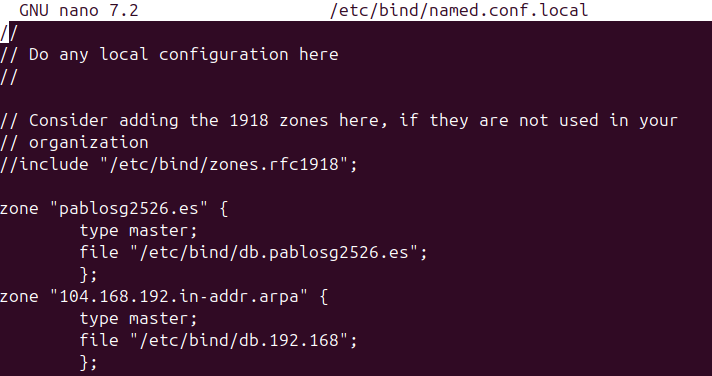 GNU nano 7.2 /etc/bind/named.conf.local
//
// Do any local configuration here
//
// Consider adding the 1918 zones here, if they are not used in your
// organization
//include "/etc/bind/zones.rfc1918";
zone "pablosg2526.es" {
type master;
file "/etc/bind/db.pablosg2526.es";
};
zone "104.168.192.in-addr.arpa" {
type master;
file "/etc/bind/db.192.168";
};